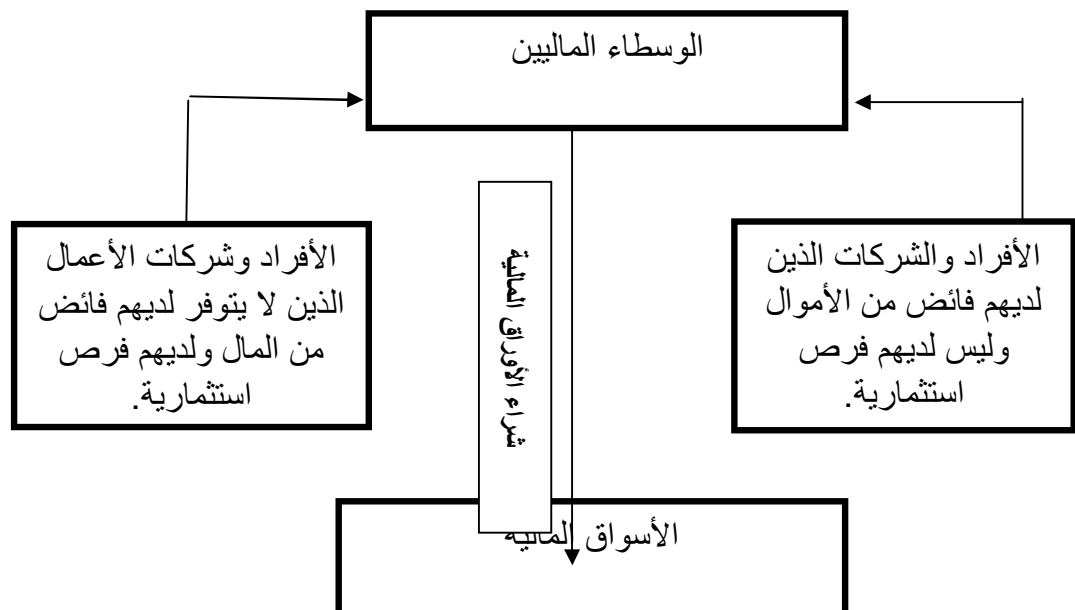 الوسطاء الماليين
الأفراد والشركات الذين
لديهم فائض من الأموال
وليس لديهم فرص
استثمارية.
شراء الأوراق المالية
الأفراد وشركات الأعمال
الذين لا يتوفر لديهم فائض
من المال ولديهم فرص
استثمارية.
الأسواق المالية